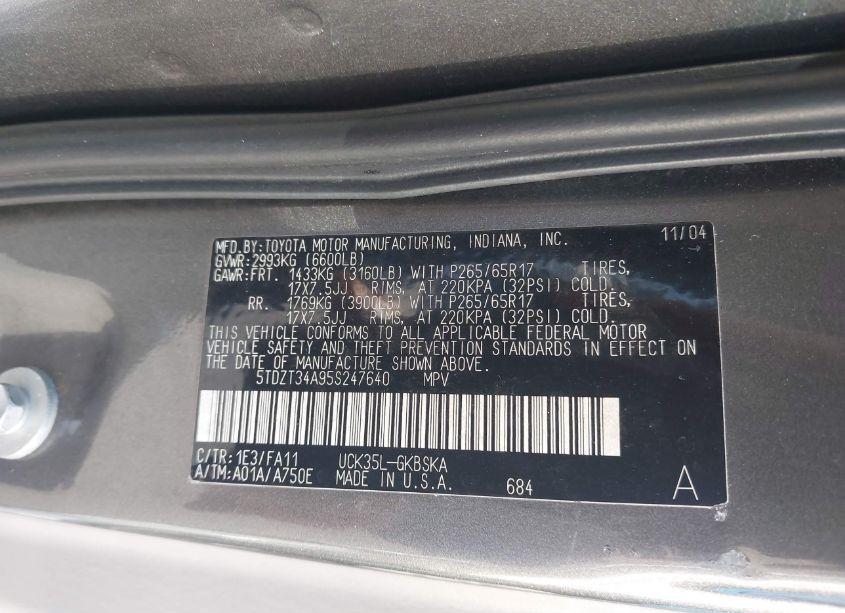 MFD.BY:TOYOTA MOTOR MANUFACTURING, INDIANA, INC. 11/04
GVWR:2993KG (6600LB)
GAWR:FRT. 1433KG (3160LB) WITH P265/65R17 TIRES,
17X7.5JJ RIMS, AT 220KPA (32PSI) COLD.
RR. 1769KG (3900LB) WITH P265/65R17 TIRES,
17X7.5JJ RIMS, AT 220KPA (32PSI) COLD.
THIS VEHICLE CONFORMS TO ALL APPLICABLE FEDERAL MOTOR
VEHICLE SAFETY AND THEFT PREVENTION STANDARDS IN EFFECT ON
THE DATE OF MANUFACTURE SHOWN ABOVE.
5TDZT34A95S247640 MPV
C/TR:1E3/FA11 UCK35L-GKBSKA
A/TM:A01A/A750E MADE IN U.S.A. 684 A